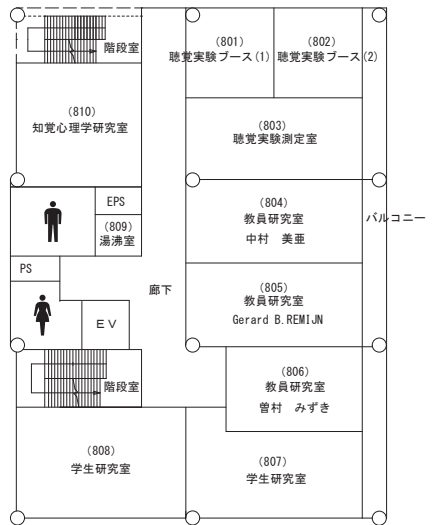 階段室
(801)
聴覚実験ブース(1)
(802)
聴覚実験ブース(2)
(810)
知覚心理学研究室
(803)
聴覚実験測定室
EPS
(809)
湯沸室
(804)
教員研究室
中村 美亜
バルコニー
PS
廊下
(805)
教員研究室
Gerard B.REMIJN
EV
階段室
(806)
教員研究室
曽村 みずき
(808)
学生研究室
(807)
学生研究室